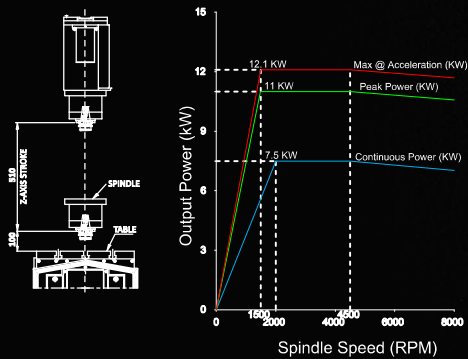 510
Z-AXIS STROKE
100
SPINDLE
TABLE
Output Power (kW)
15
12
9
6
3
0
12.1 KW
Max @ Acceleration (KW)
11 KW
Peak Power (KW)
7.5 KW
Continuous Power (KW)
0
1500
2000
4000
4500
6000
8000
Spindle Speed (RPM)